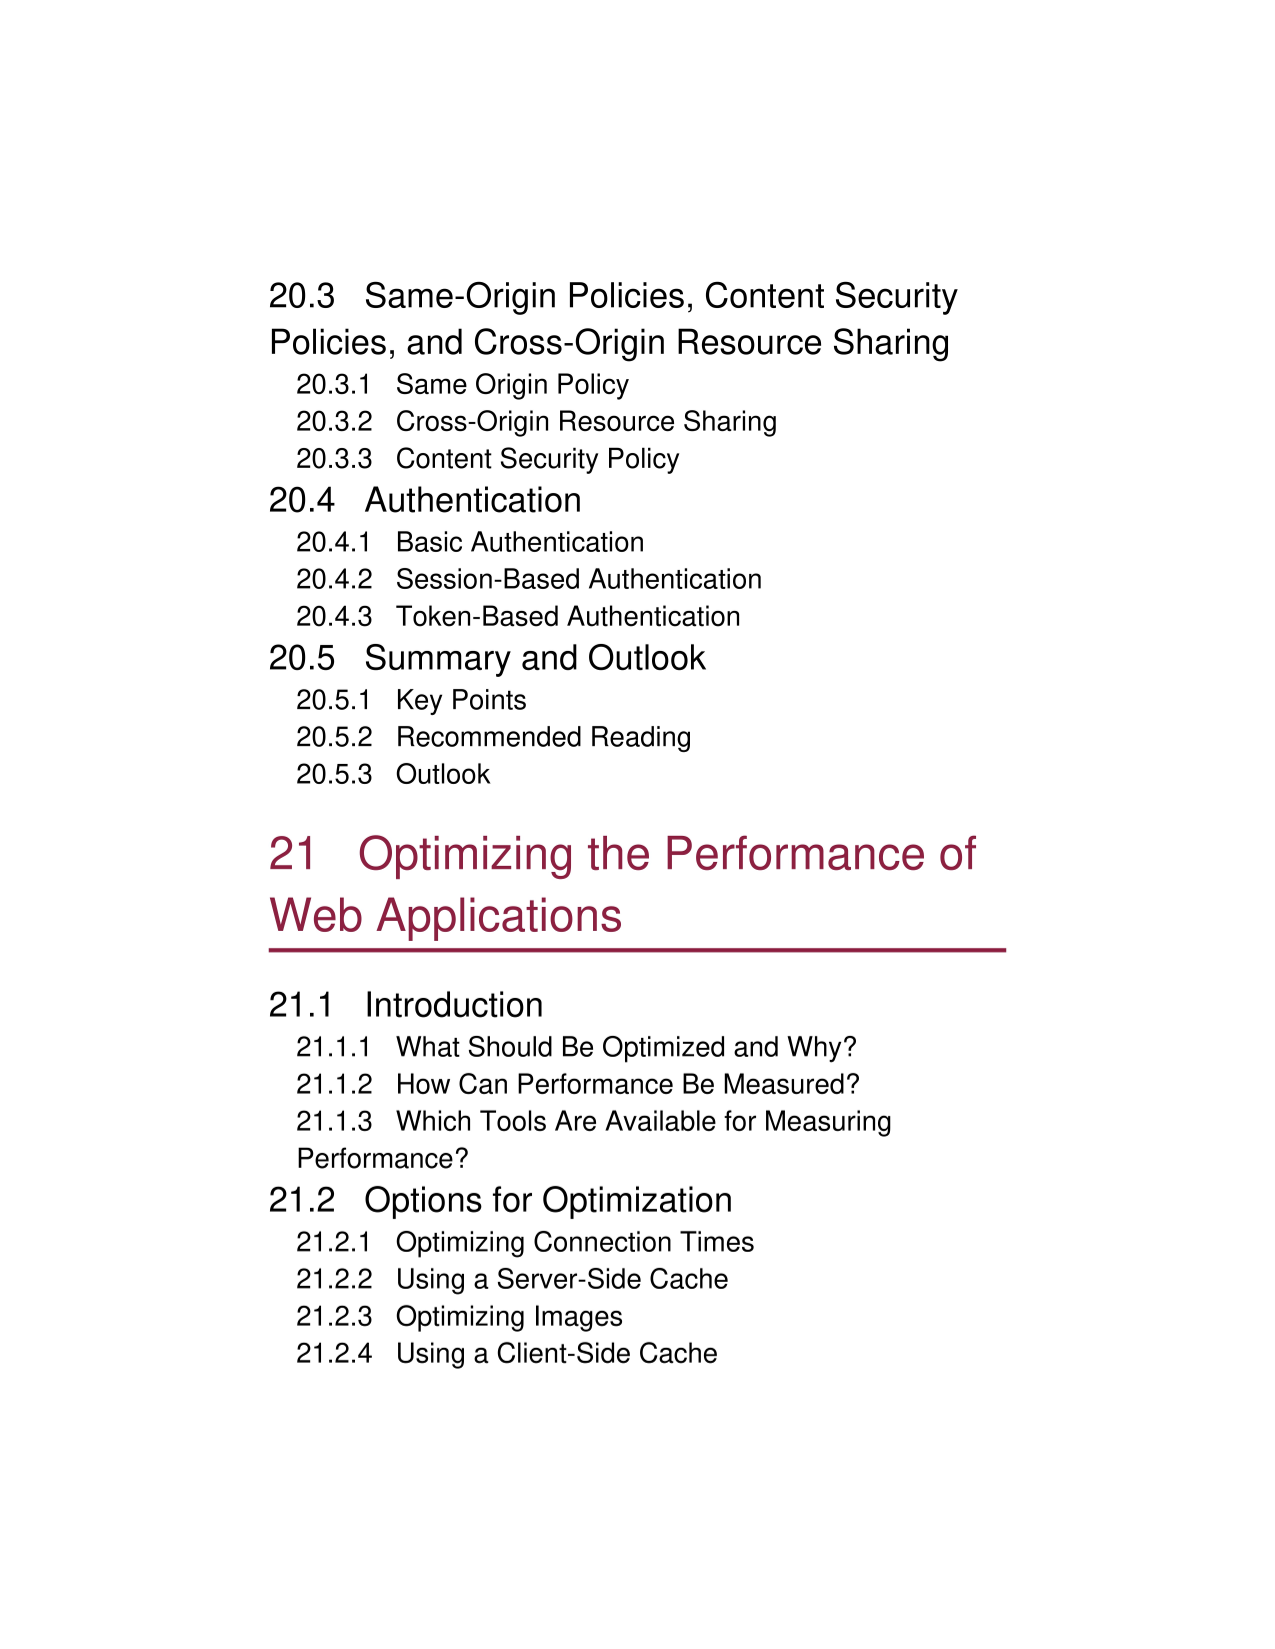 20.3 Same-Origin Policies, Content Security
Policies, and Cross-Origin Resource Sharing
20.3.1 Same Origin Policy
20.3.2 Cross-Origin Resource Sharing
20.3.3 Content Security Policy
20.4 Authentication
20.4.1 Basic Authentication
20.4.2 Session-Based Authentication
20.4.3 Token-Based Authentication
20.5 Summary and Outlook
20.5.1 Key Points
20.5.2 Recommended Reading
20.5.3 Outlook
21 Optimizing the Performance of
Web Applications
21.1 Introduction
21.1.1 What Should Be Optimized and Why?
21.1.2 How Can Performance Be Measured?
21.1.3 Which Tools Are Available for Measuring
Performance?
21.2 Options for Optimization
21.2.1 Optimizing Connection Times
21.2.2 Using a Server-Side Cache
21.2.3 Optimizing Images
21.2.4 Using a Client-Side Cache